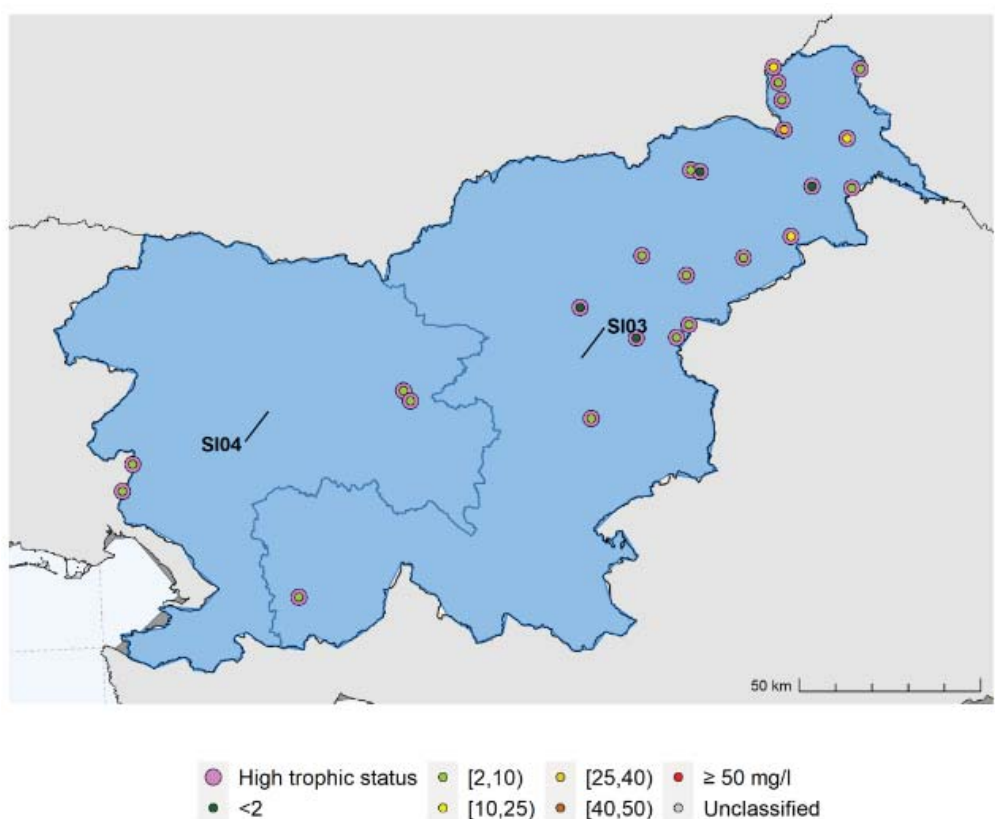 SI03
SI04
50 km
High trophic status [2,10) [25,40) ≥ 50 mg/l
<2 [10,25) [40,50) Unclassified